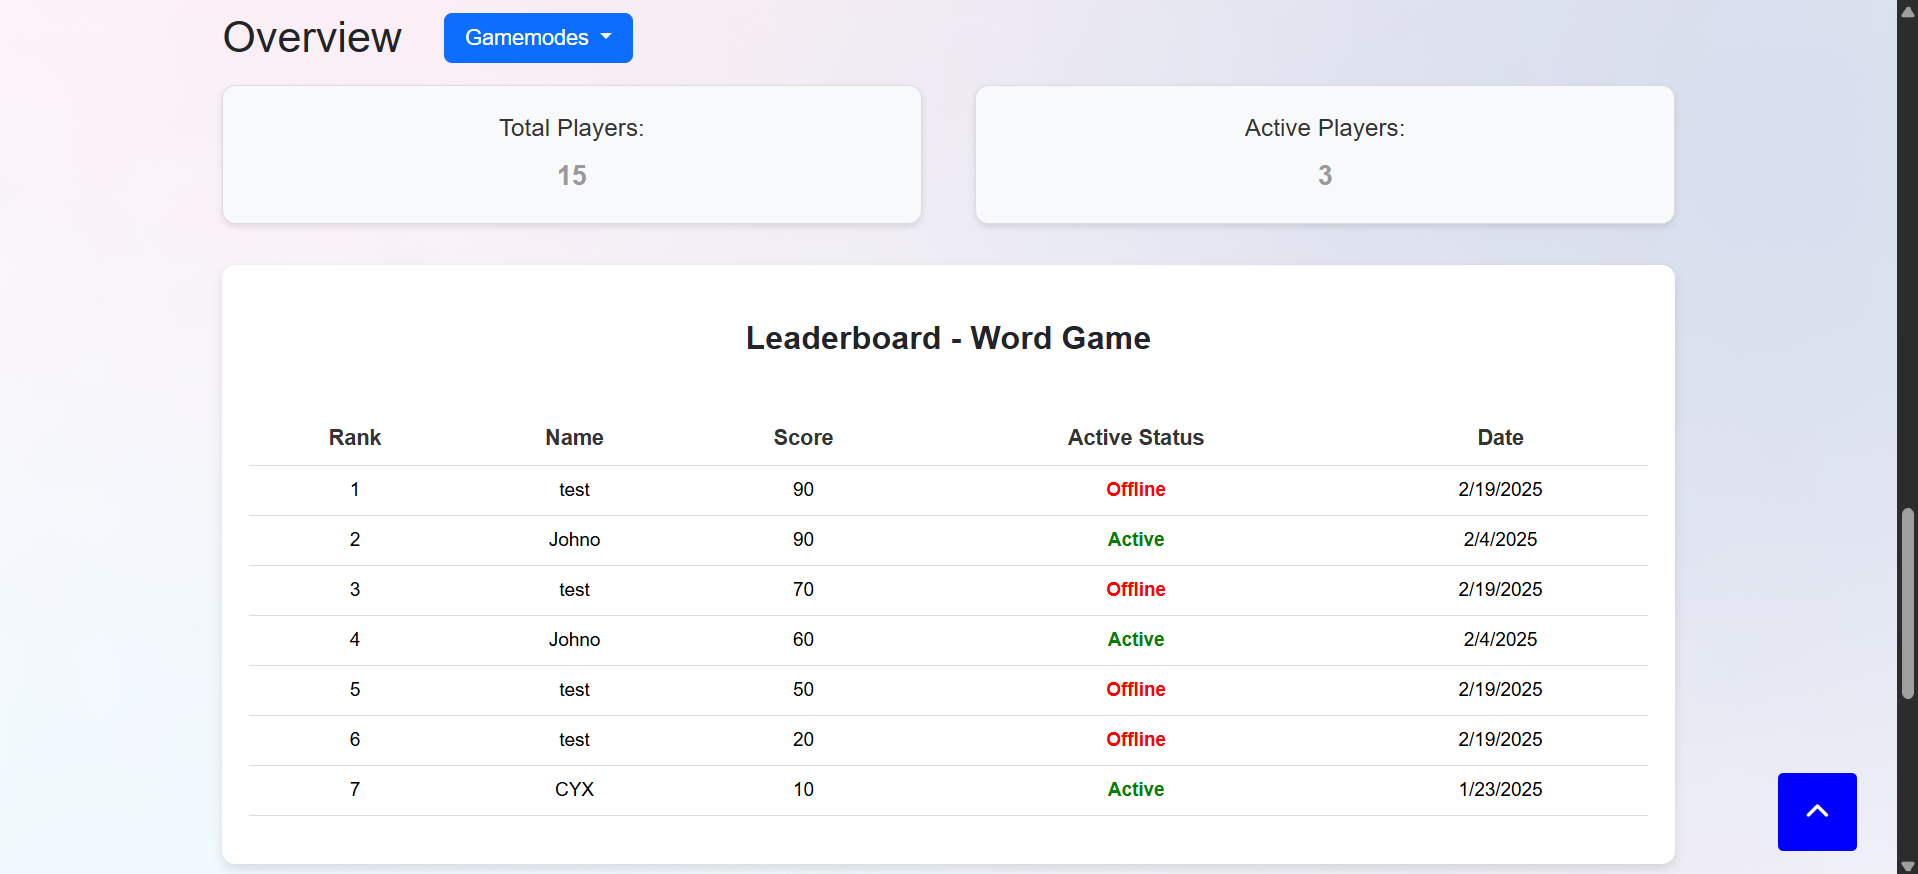 Overview Gamemodes
Total Players: Active Players:
15 3
Leaderboard - Word Game
Rank Name Score Active Status Date
1 test 90 Offline 2/19/2025
2 Johno 90 Active 2/4/2025
3 test 70 Offline 2/19/2025
4 Johno 60 Active 2/4/2025
5 test 50 Offline 2/19/2025
6 test 20 Offline 2/19/2025
7 CYX 10 Active 1/23/2025